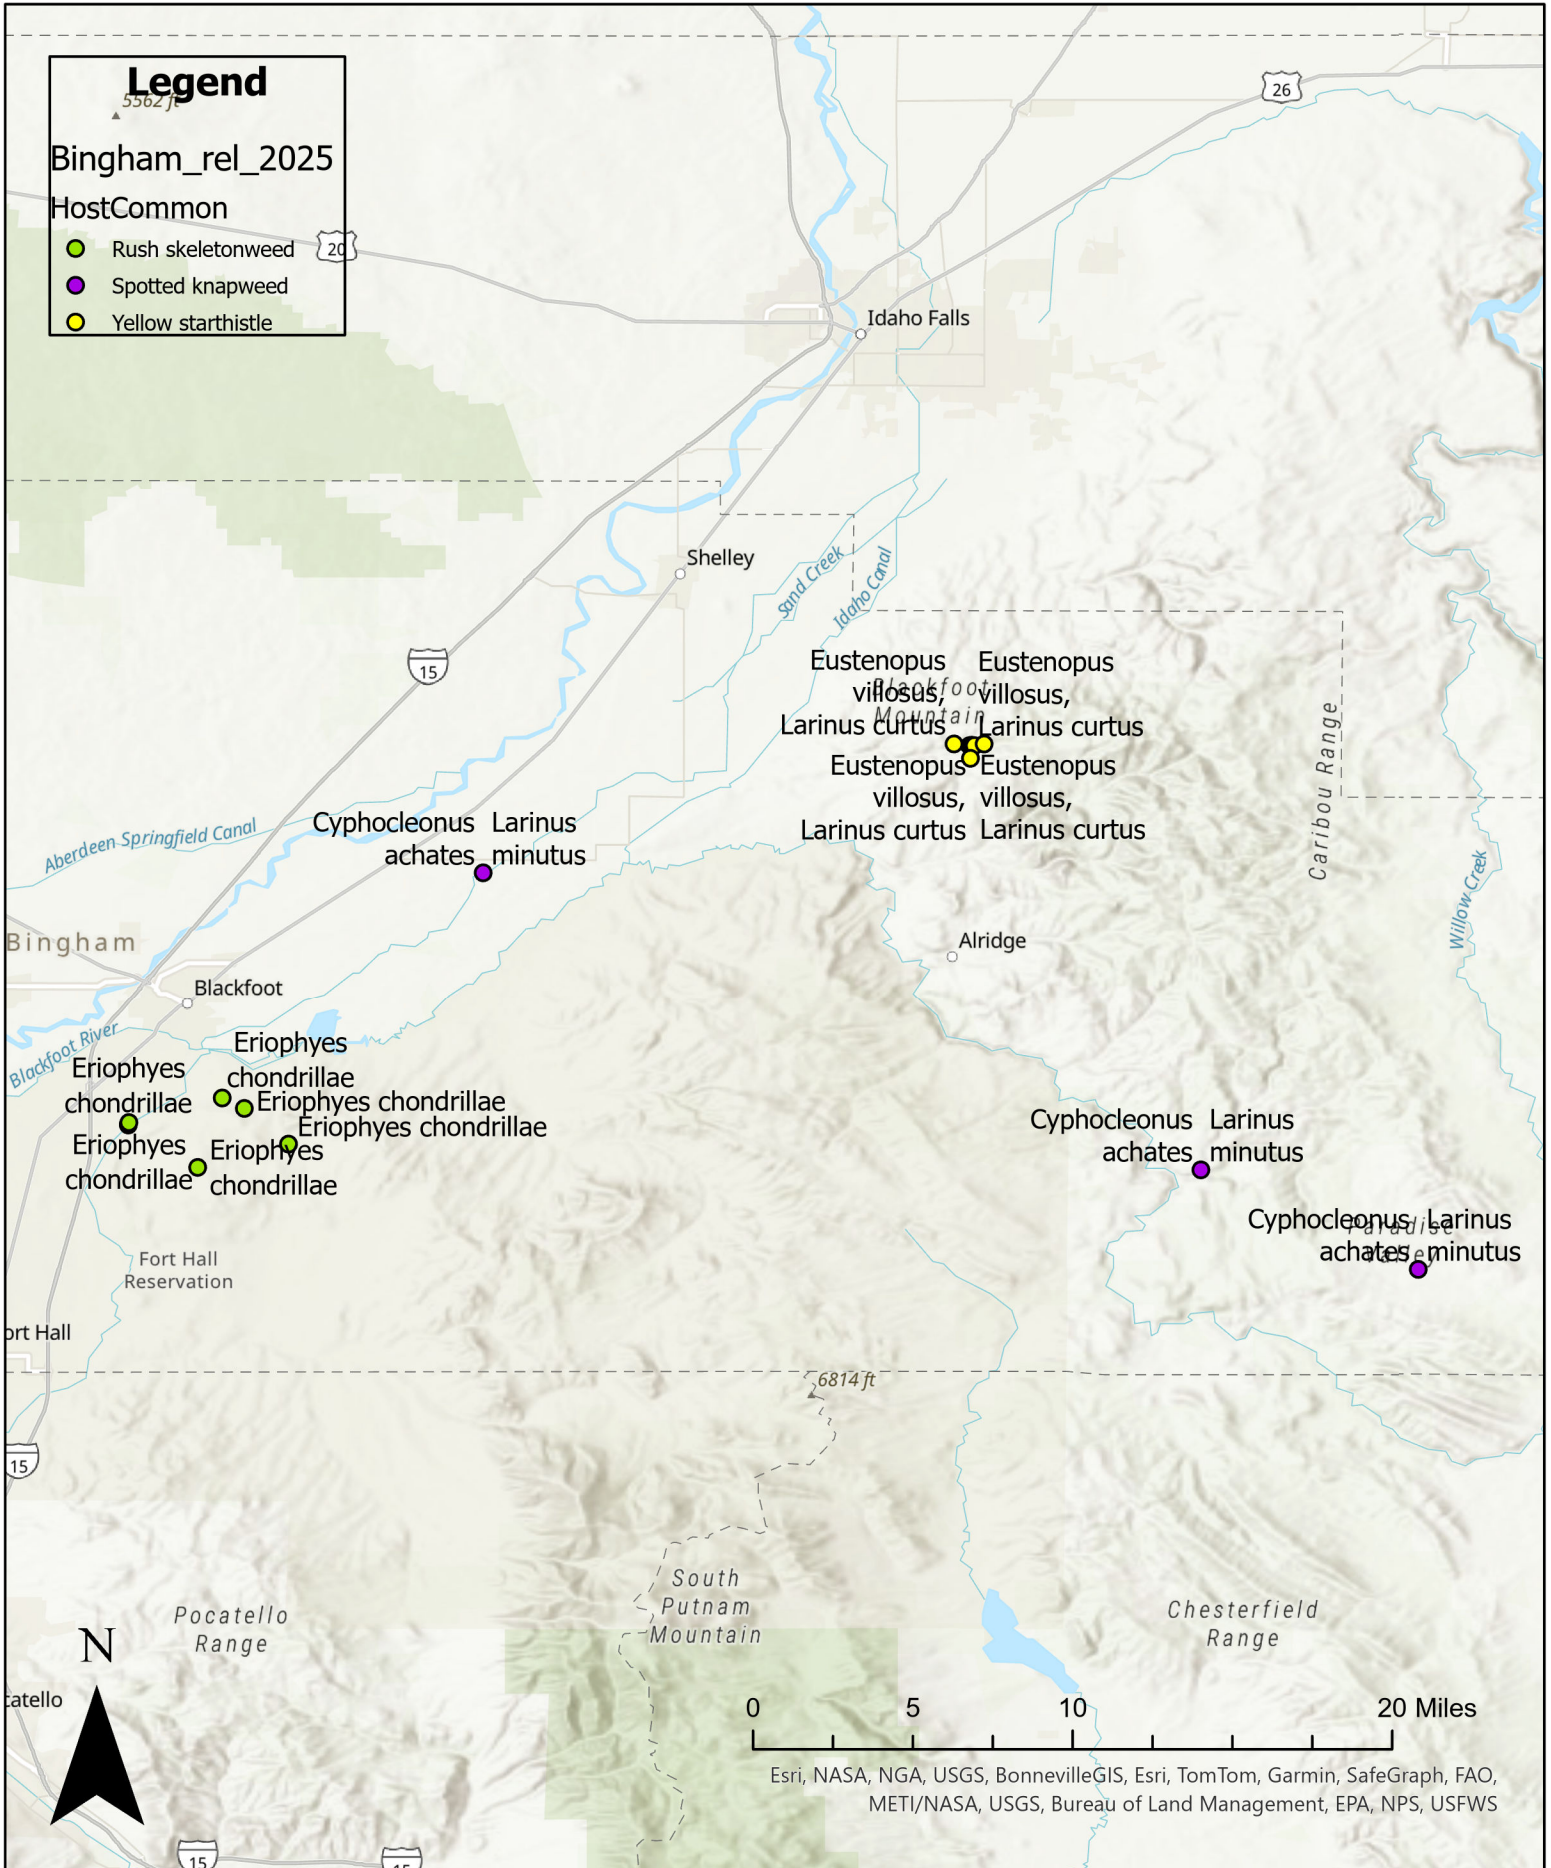 Legend
5562 ft
Bingham_rel_2025
HostCommon
Rush skeletonweed
Spotted knapweed
Yellow starthistle
20
26
Idaho Falls
Shelley
Sand Creek
Idaho Canal
15
Eustenopus
villosus,
Larinus curtus
Eustenopus
villosus,
Larinus curtus
Blackfoot
Mountain
Eustenopus
villosus,
Larinus curtus
Eustenopus
villosus,
Larinus curtus
Caribou Range
Willow Creek
Aberdeen Springfield Canal
Cyphocleonus
achates
Larinus
minutus
Bingham
Alridge
Blackfoot
Blackfoot River
Eriophyes
chondrillae
Eriophyes
chondrillae
Eriophyes chondrillae
Eriophyes chondrillae
Eriophyes
chondrillae
Eriophyes
chondrillae
Cyphocleonus
achates
Larinus
minutus
Cyphocleonus
achates
Larinus
minutus
Paradise
Valley
Fort Hall
Reservation
ort Hall
6814 ft
15
South
Putnam
Mountain
Pocatello
Range
Chesterfield
Range
N
catello
0 5 10 20 Miles
Esri, NASA, NGA, USGS, BonnevilleGIS, Esri, TomTom, Garmin, SafeGraph, FAO,
METI/NASA, USGS, Bureau of Land Management, EPA, NPS, USFWS
15
15